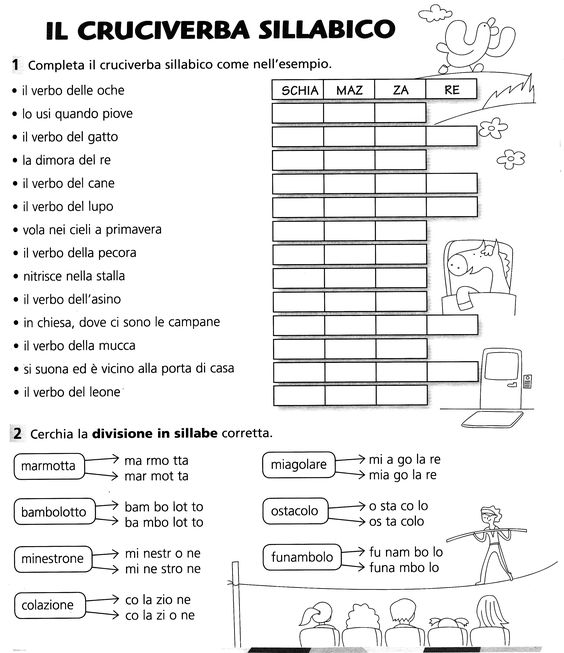 IL CRUCIVERBA SILLABICO
1 Completa il cruciverba sillabico come nell'esempio.
• il verbo delle oche SCHIA MAZ ZA RE
• lo usi quando piove
• il verbo del gatto
• la dimora del re
• il verbo del cane
• il verbo del lupo
• vola nei cieli a primavera
• il verbo della pecora
• nitrisce nella stalla
• il verbo dell'asino
• in chiesa, dove ci sono le campane
• il verbo della mucca
• si suona ed è vicino alla porta di casa
• il verbo del leone
2 Cerchia la divisione in sillabe corretta.
marmotta
ma rmo tta
mar mot ta
bambolotto
bam bo lot to
ba mbo lot to
minestrone
mi nestr o ne
mi ne stro ne
colazione
co la zio ne
co la zi o ne
miagolare
mi a go la re
mia go la re
ostacolo
o sta co lo
os ta colo
funambolo
fu nam bo lo
funa mbo lo